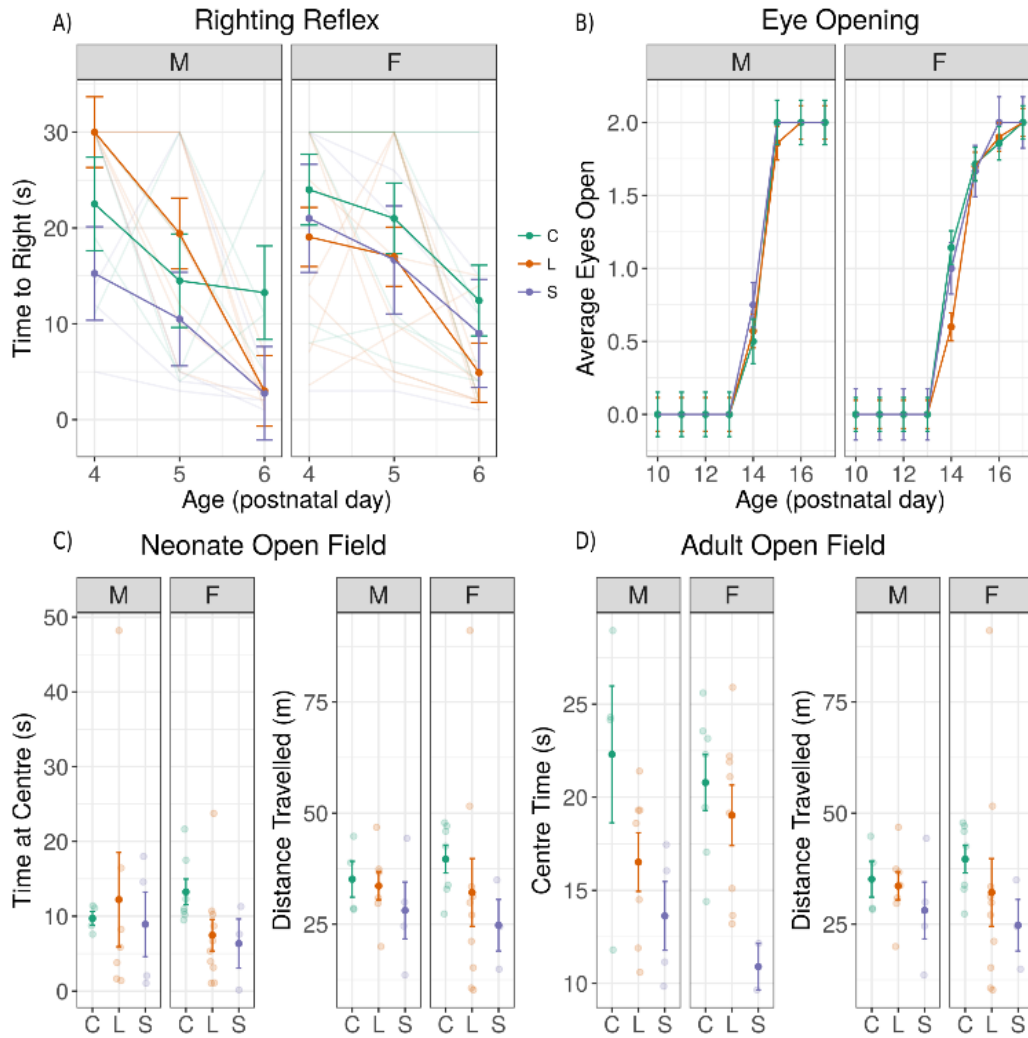 A) Righting Reflex
M F
Time to Right (s)
30
20
10
0
4 5 6 4 5 6
Age (postnatal day)
C
L
S
B) Eye Opening
M F
Average Eyes Open
2.0
1.5
1.0
0.5
0.0
10 12 14 16 10 12 14 16
Age (postnatal day)
C) Neonate Open Field
M F
Time at Centre (s)
50
40
30
20
10
0
C L S C L S
M F
Distance Travelled (m)
75
50
25
C L S C L S
D) Adult Open Field
M F
Centre Time (s)
25
20
15
10
C L S C L S
M F
Distance Travelled (m)
75
50
25
C L S C L S